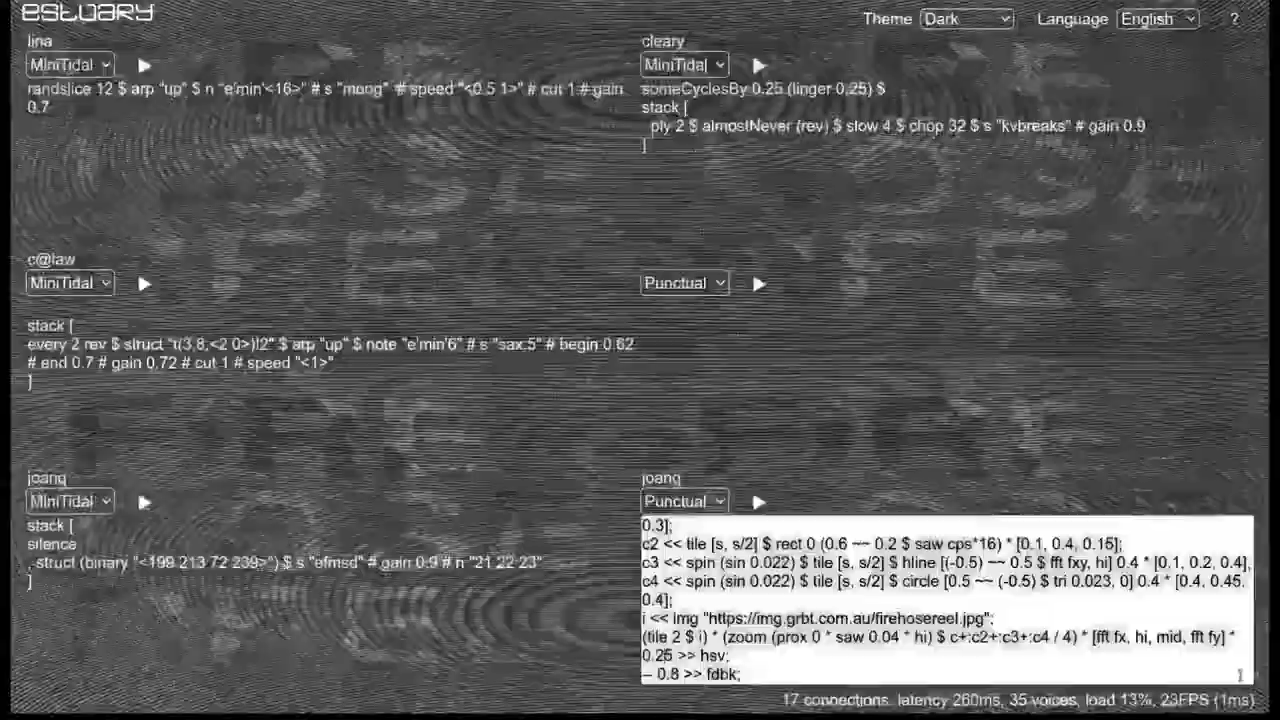 estuary
Theme Dark Language English ?
lina
MiniTidal
randslice 12 $ arp "up" $ n "e'min'<16>" # s "moog" # speed "<0.5 1>" # cut 1 # gain
0.7
cleary
MiniTidal
someCyclesBy 0.25 (linger 0.25) $
stack [
ply 2 $ almostNever (rev) $ slow 4 $ chop 32 $ s "kvbreaks" # gain 0.9
]
c@law
MiniTidal
stack [
every 2 rev $ struct "t(3,8,<2 0>)!2" $ arp "up" $ note "e'min'6" # s "sax:5" # begin 0.62
# end 0.7 # gain 0.72 # cut 1 # speed "<1>"
]
Punctual
joanq
MiniTidal
stack [
silence
, struct (binary "<199 213 72 239>") $ s "efmsd" # gain 0.9 # n "21 22 23"
]
joanq
Punctual
0.3];
c2 << tile [s, s/2] $ rect 0 (0.6 ~~ 0.2 $ saw cps*16) * [0.1, 0.4, 0.15];
c3 << spin (sin 0.022) $ tile [s, s/2] $ hline [(-0.5) ~~ 0.5 $ fft fxy, hi] 0.4 * [0.1, 0.2, 0.4];
c4 << spin (sin 0.022) $ tile [s, s/2] $ circle [0.5 ~~ (-0.5) $ tri 0.023, 0] 0.4 * [0.4, 0.45,
0.4];
i << img "https://img.grbt.com.au/firehosereel.jpg";
(tile 2 $ i) * (zoom (prox 0 * saw 0.04 * hi) $ c+:c2+:c3+:c4 / 4) * [fft fx, hi, mid, fft fy] *
0.25 >> hsv;
-- 0.8 >> fdbk;
1
17 connections, latency 260ms, 35 voices, load 13%, 23FPS (1ms)